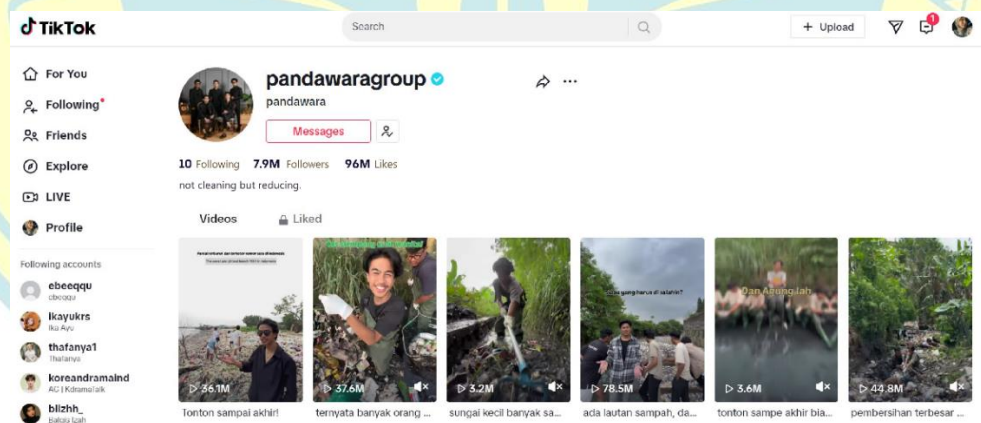 TikTok
Search
+ Upload
1
For You
Following
Friends
Explore
LIVE
Profile
Following accounts
ebeeqqu
ebeqqu
ikayukrs
Ika Ayu
thafanya1
Thafanya
koreandramaind
AC | Kdramatalk
blizhh_
pandawaragroup
pandawara
Messages
10 Following 7.9M Followers 96M Likes
not cleaning but reducing.
Videos
Liked
36.1M
37.6M
3.2M
78.5M
Dan Agung lah
3.6M
44.8M
Tonton sampai akhir!
ternyata banyak orang ...
sungai kecil banyak sa...
ada lautan sampah, da...
tonton sampe akhir bia...
pembersihan terbesar ...